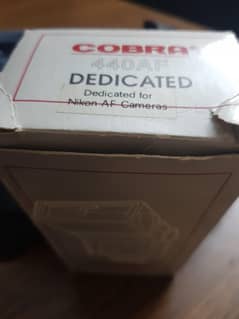 COBRA
440AF
DEDICATED
Dedicated for
Nikon AF Cameras